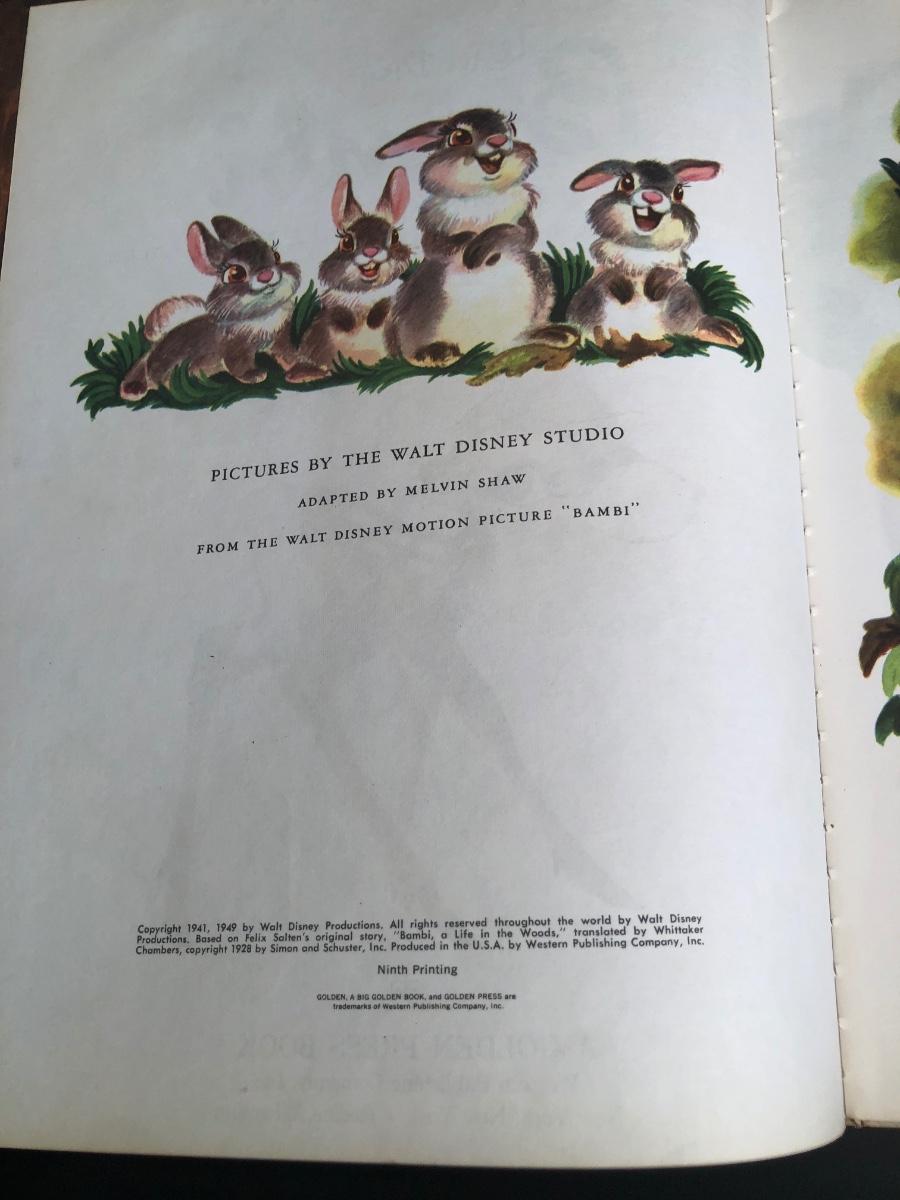 PICTURES BY THE WALT DISNEY STUDIO
ADAPTED BY MELVIN SHAW
FROM THE WALT DISNEY MOTION PICTURE "BAMBI"
Copyright 1941, 1949 by Walt Disney Productions. All rights reserved throughout the world by Walt Disney
Productions. Based on Felix Salten's original story, "Bambi, a Life in the Woods," translated by Whittaker
Chambers, copyright 1928 by Simon and Schuster, Inc. Produced in the U.S.A. by Western Publishing Company, Inc.
Ninth Printing
GOLDEN, A BIG GOLDEN BOOK, and GOLDEN PRESS are
trademarks of Western Publishing Company, Inc.